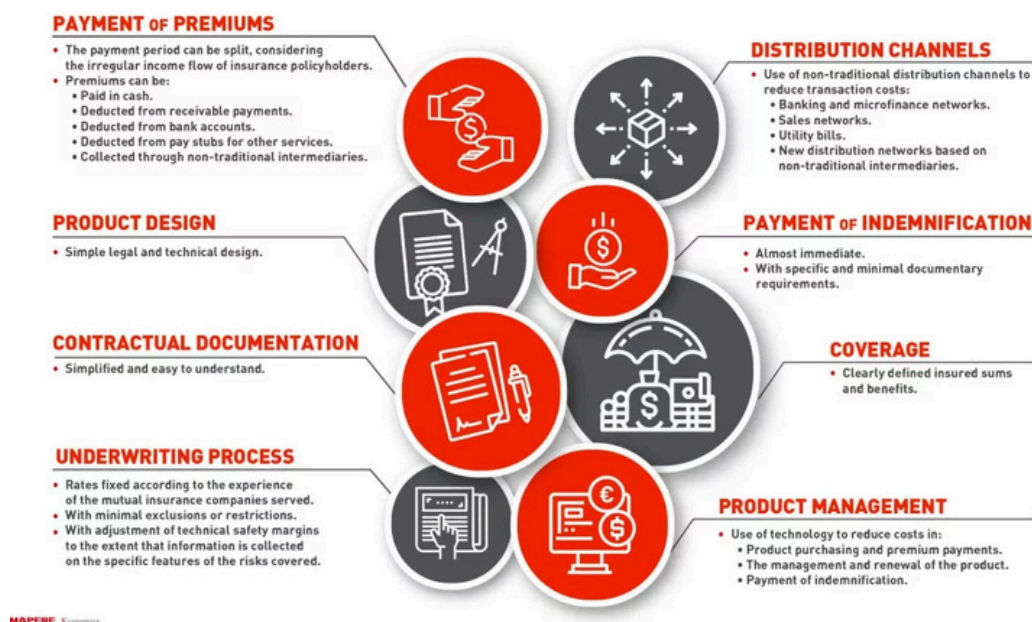 PAYMENT OF PREMIUMS
• The payment period can be split, considering
the irregular income flow of insurance policyholders.
• Premiums can be:
• Paid in cash.
• Deducted from receivable payments.
• Deducted from bank accounts.
• Deducted from pay stubs for other services.
• Collected through non-traditional intermediaries.
PRODUCT DESIGN
• Simple legal and technical design.
CONTRACTUAL DOCUMENTATION
• Simplified and easy to understand.
UNDERWRITING PROCESS
• Rates fixed according to the experience
of the mutual insurance companies served.
• With minimal exclusions or restrictions.
• With adjustment of technical safety margins
to the extent that information is collected
on the specific features of the risks covered.
DISTRIBUTION CHANNELS
• Use of non-traditional distribution channels to
reduce transaction costs:
• Banking and microfinance networks.
• Sales networks.
• Utility bills.
• New distribution networks based on
non-traditional intermediaries.
PAYMENT OF INDEMNIFICATION
• Almost immediate.
• With specific and minimal documentary
requirements.
COVERAGE
• Clearly defined insured sums
and benefits.
PRODUCT MANAGEMENT
• Use of technology to reduce costs in:
• Product purchasing and premium payments.
• The management and renewal of the product.
• Payment of indemnification.
MAPFRE Economics